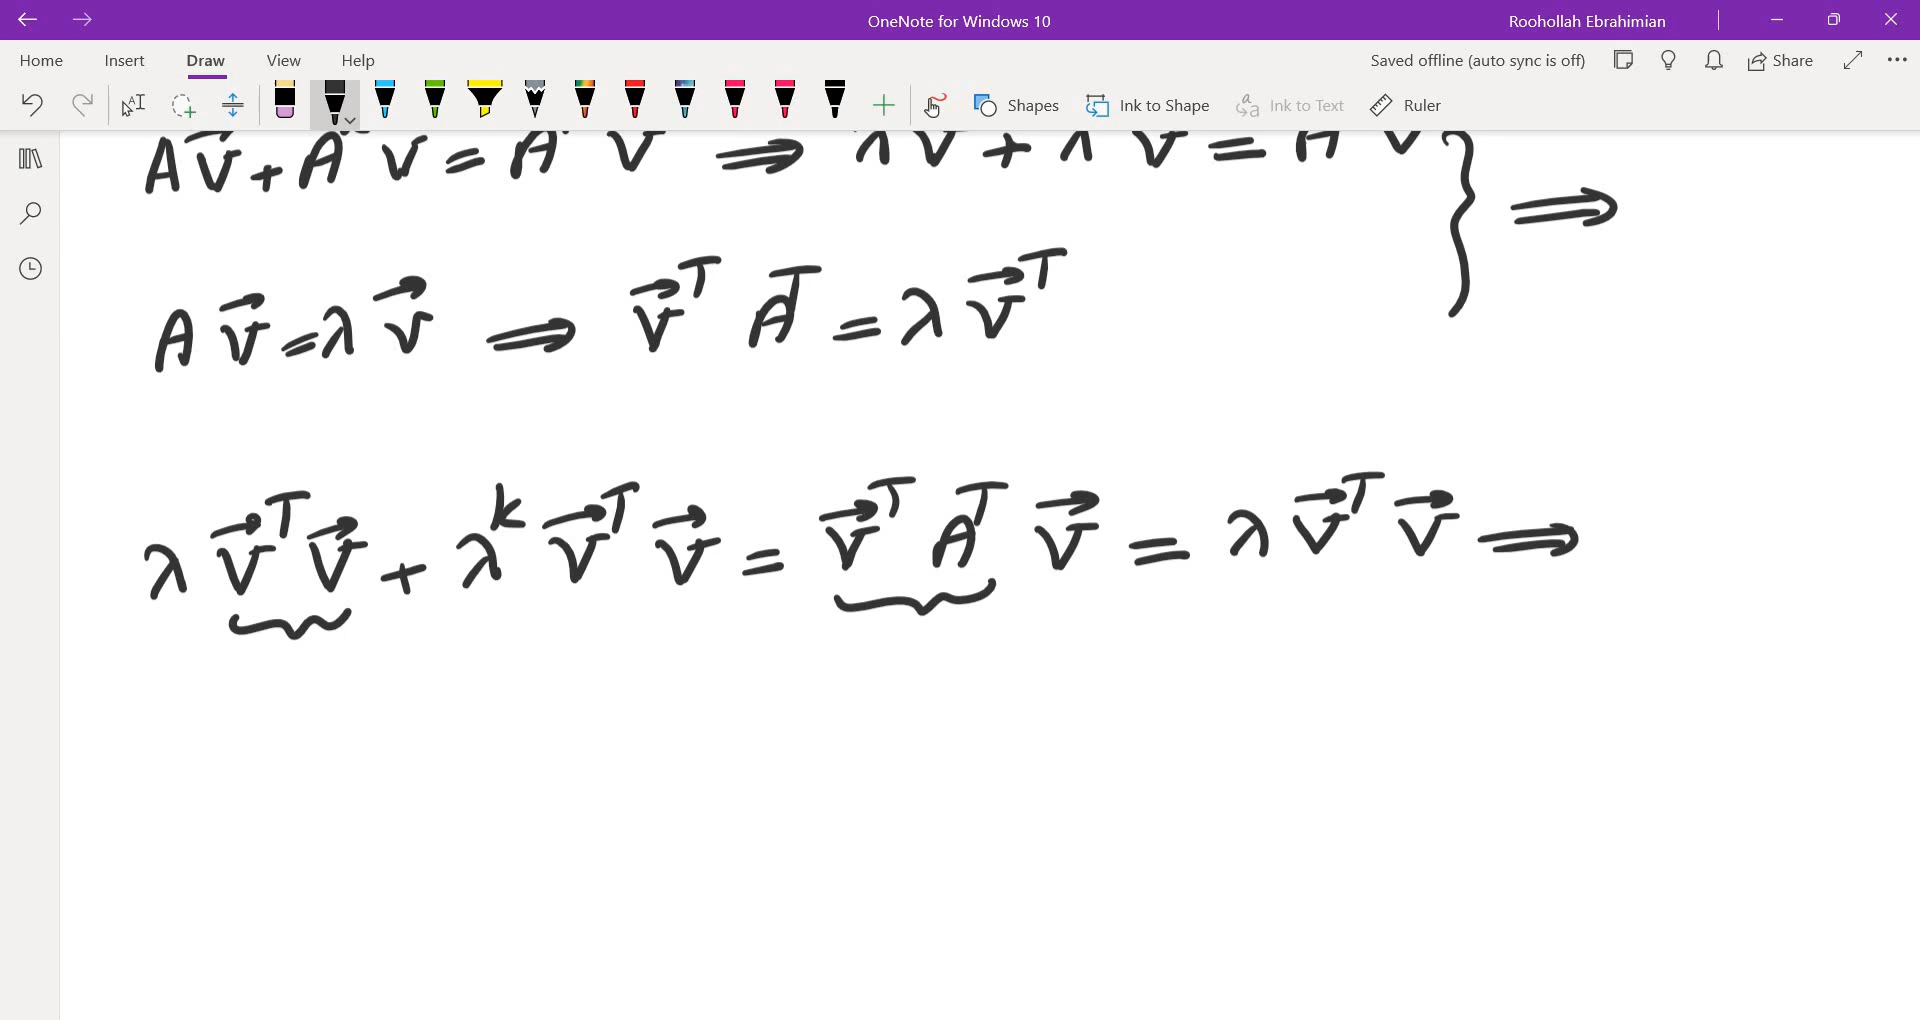 OneNote for Windows 10 Roohollah Ebrahimian
Home Insert Draw View Help Saved offline (auto sync is off) Share
Shapes Ink to Shape Ink to Text Ruler
A v⃗ + A v = A v ⟹ λ v + λ v = A v } ⟹
A v⃗ = λ v⃗ ⟹ v⃗ᵀ Aᵀ = λ v⃗ᵀ
λ v⃗ᵀ v⃗ + λᵏ v⃗ᵀ v⃗ = v⃗ᵀ Aᵀ v⃗ = λ v⃗ᵀ v⃗ ⟹